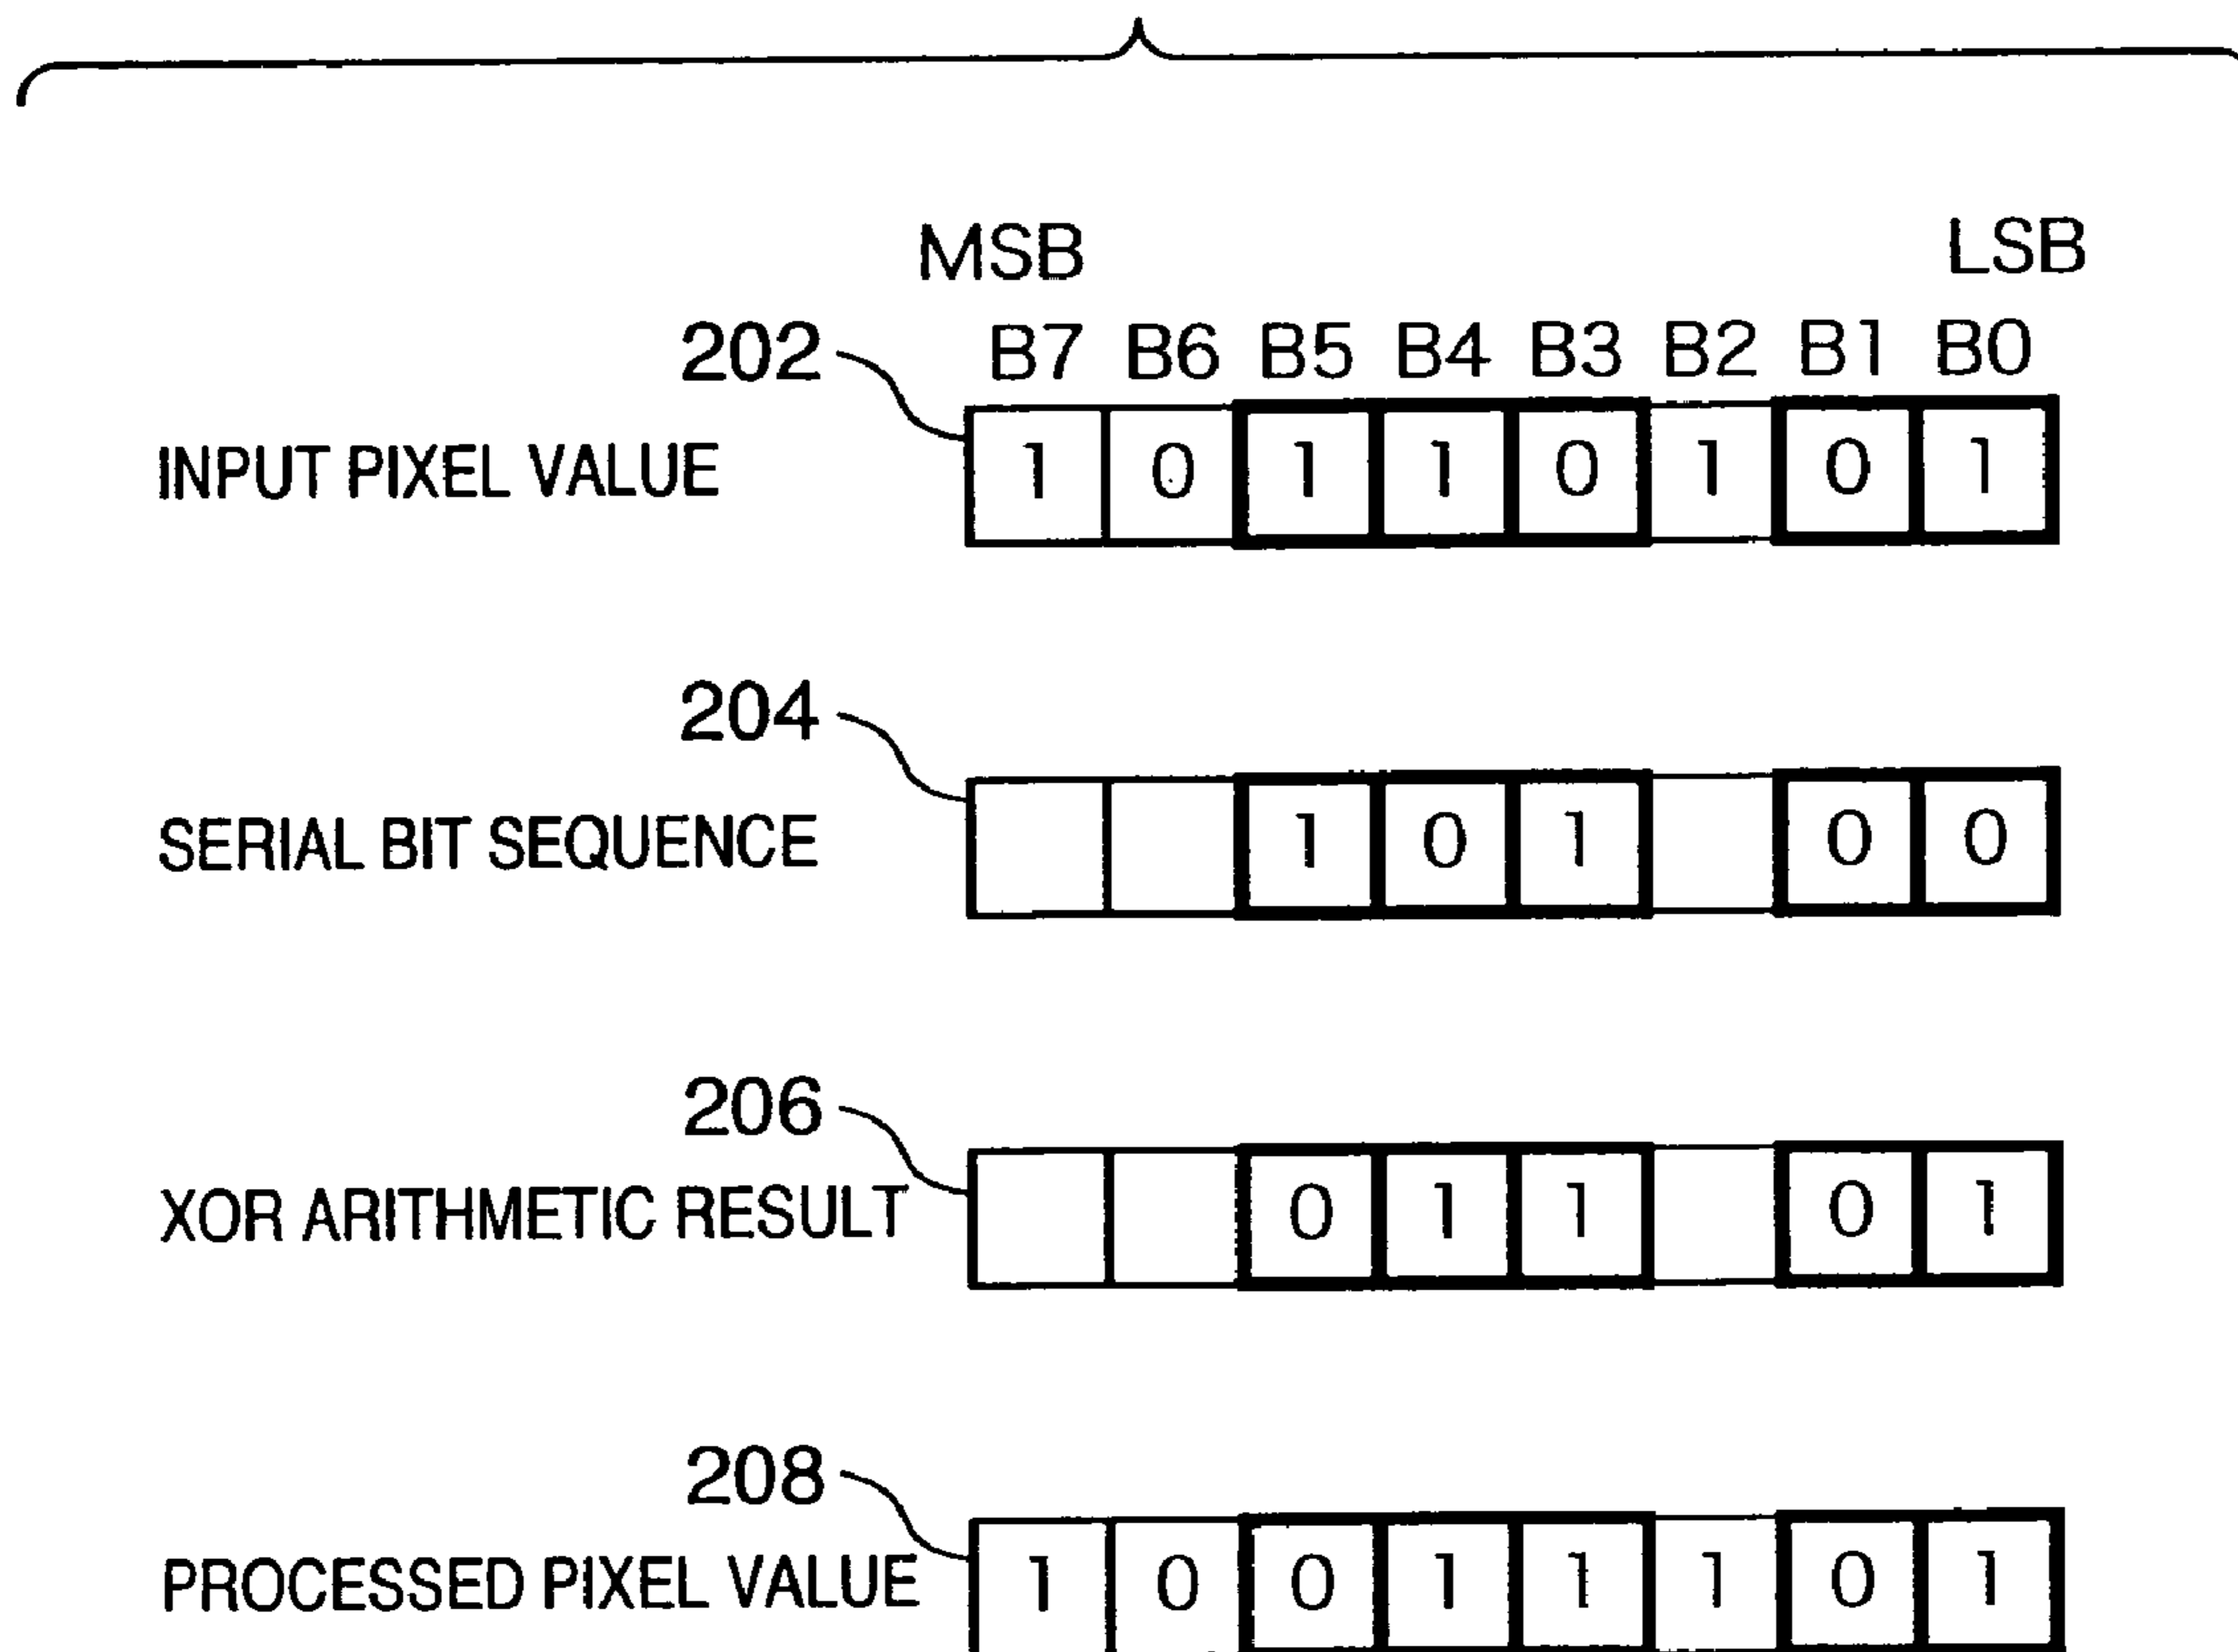 MSB LSB
202 B7 B6 B5 B4 B3 B2 B1 B0
INPUT PIXEL VALUE 1 0 1 1 0 1 0 1
204
SERIAL BIT SEQUENCE 1 0 1 0 0
206
XOR ARITHMETIC RESULT 0 1 1 0 1
208
PROCESSED PIXEL VALUE 1 0 0 1 1 1 0 1